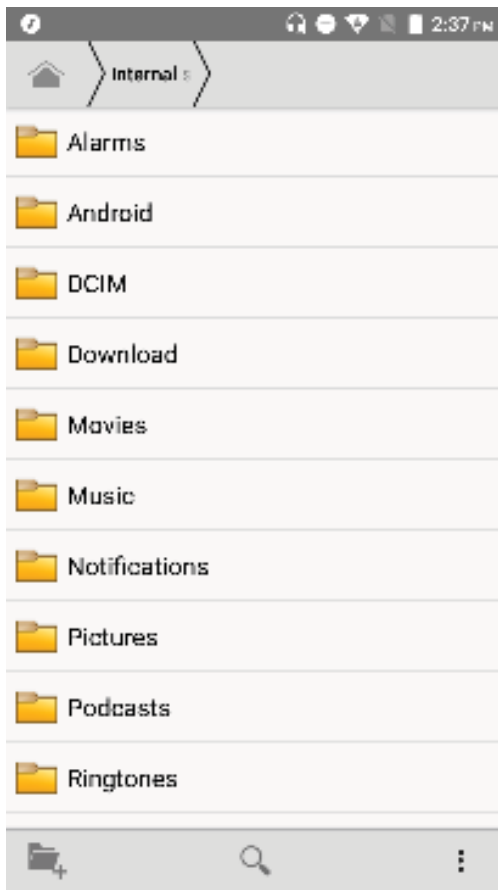 2:37 PM
Internal s
Alarms
Android
DCIM
Download
Movies
Music
Notifications
Pictures
Podcasts
Ringtones